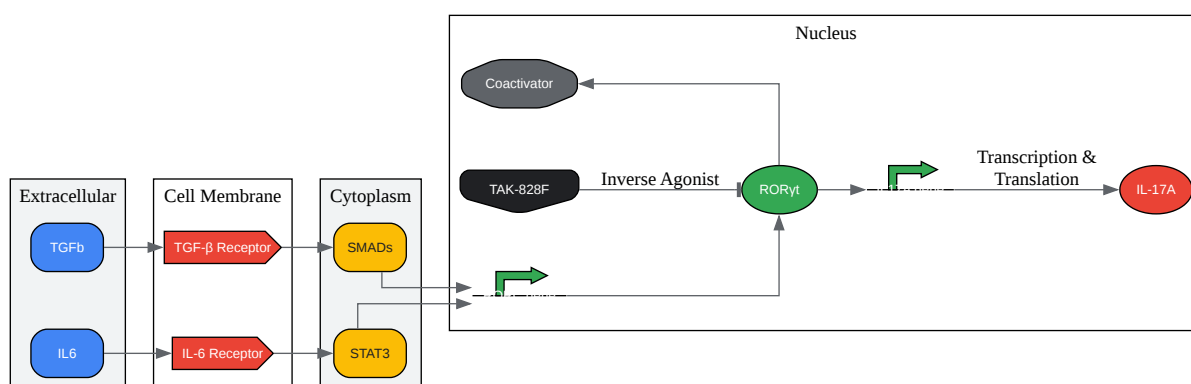 Nucleus
Coactivator
TAK-828F
Inverse Agonist
RORγt
Transcription &
Translation
IL-17A
Extracellular
Cell Membrane
Cytoplasm
TGFb
TGF-β Receptor
SMADs
IL6
IL-6 Receptor
STAT3